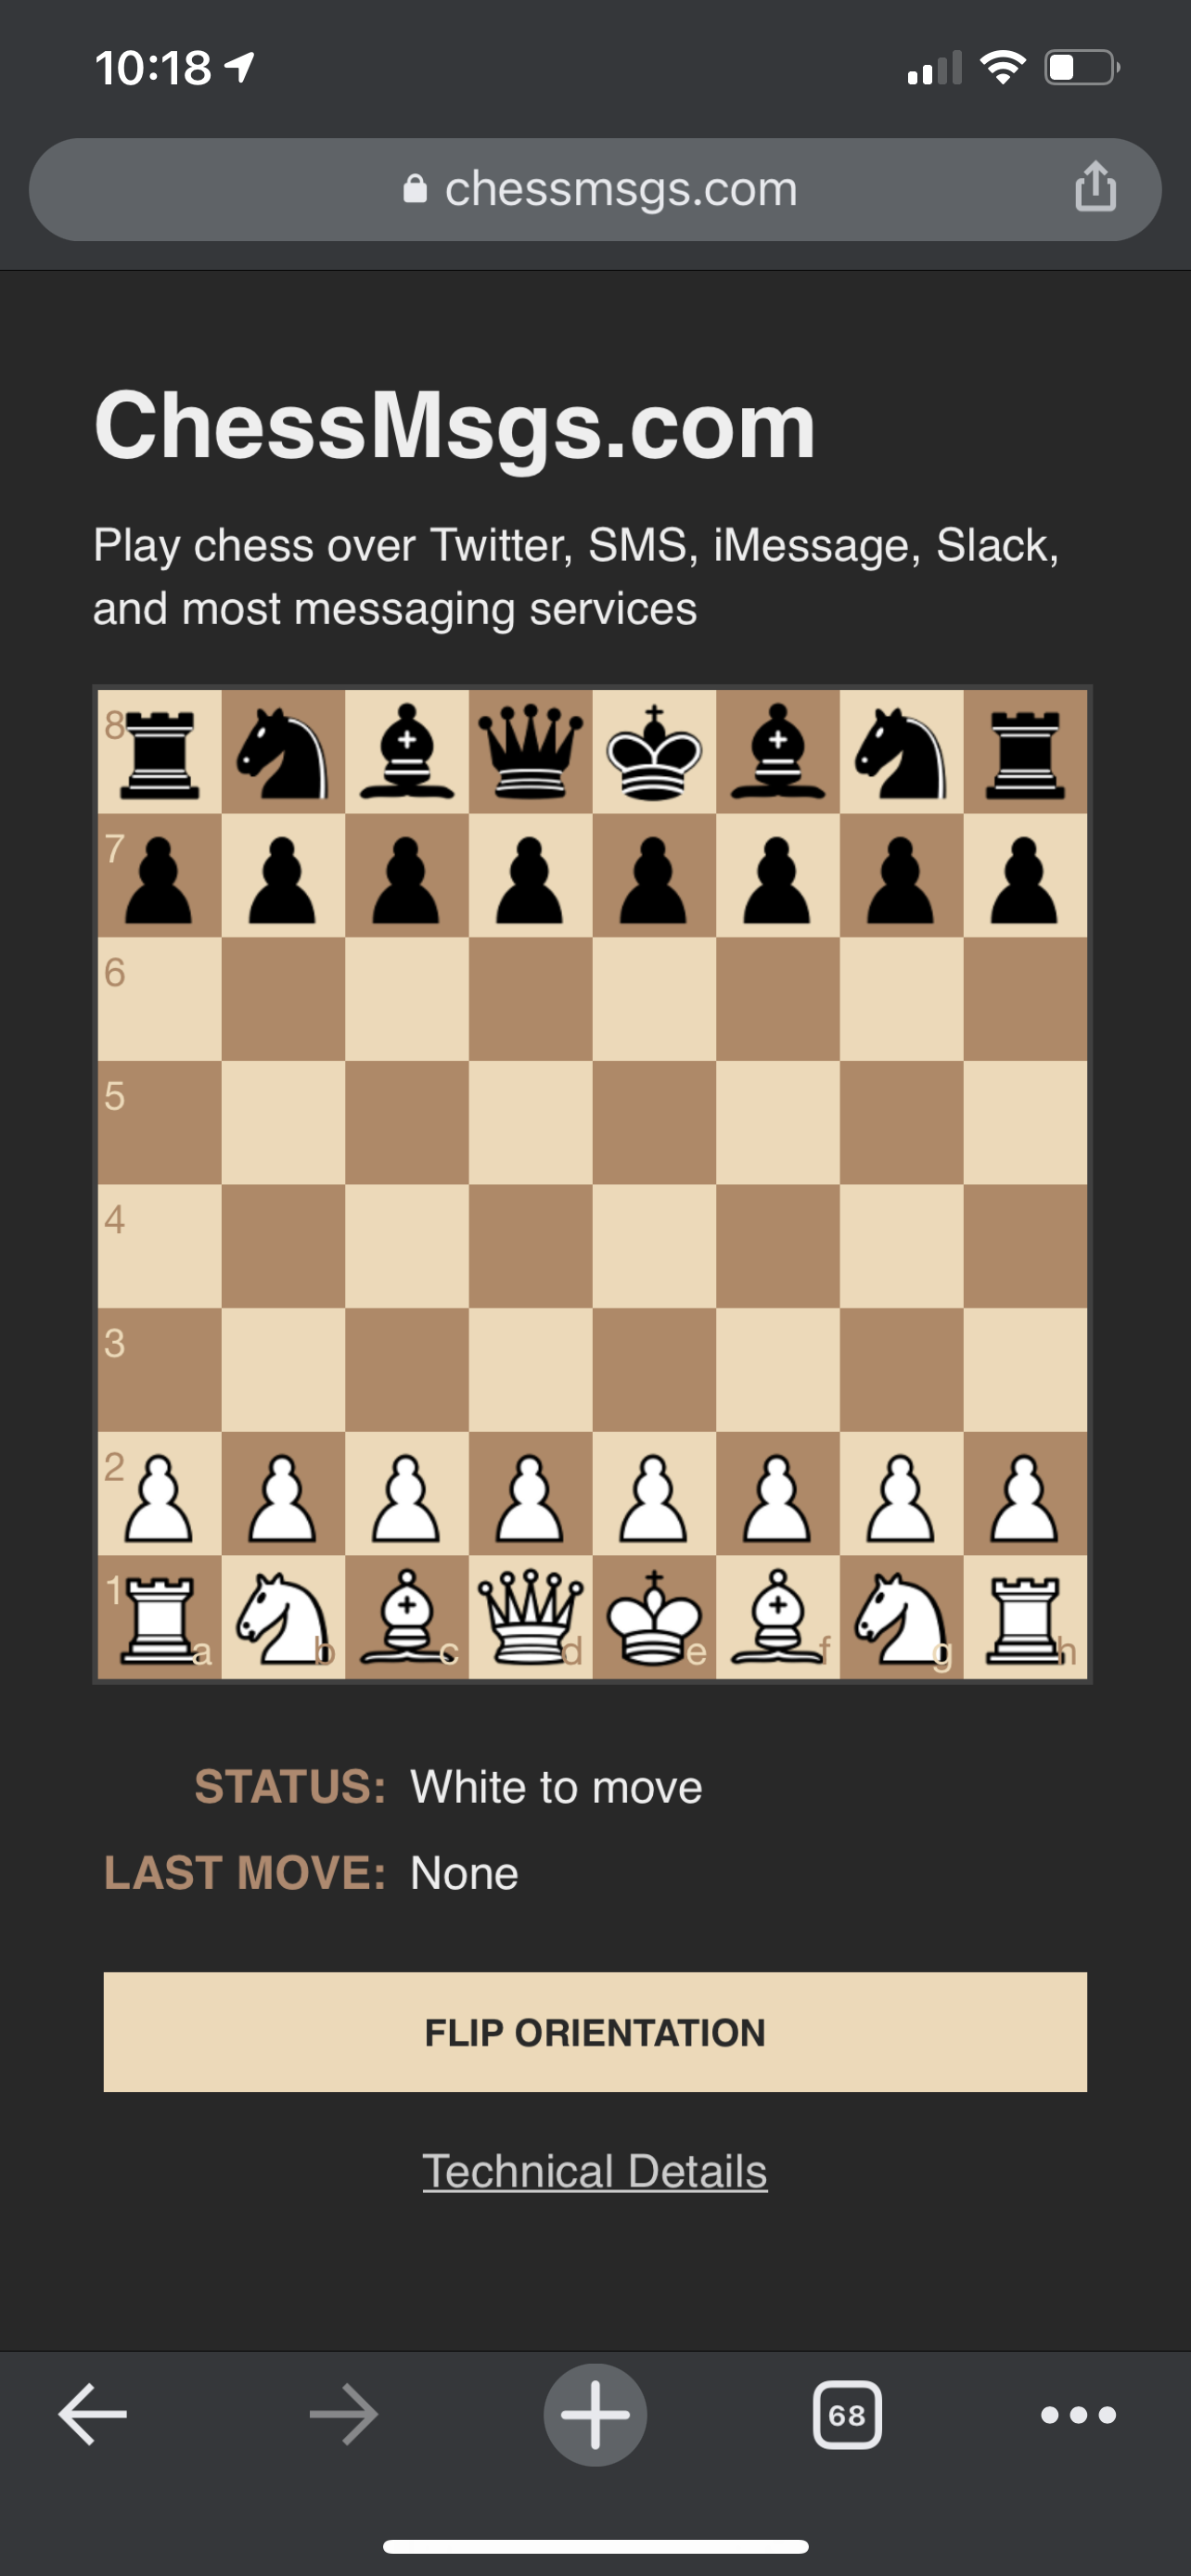 10:18
chessmsgs.com
ChessMsgs.com
Play chess over Twitter, SMS, iMessage, Slack,
and most messaging services
8
7
6
5
4
3
2
1
a b c d e f g h
STATUS: White to move
LAST MOVE: None
FLIP ORIENTATION
Technical Details
68